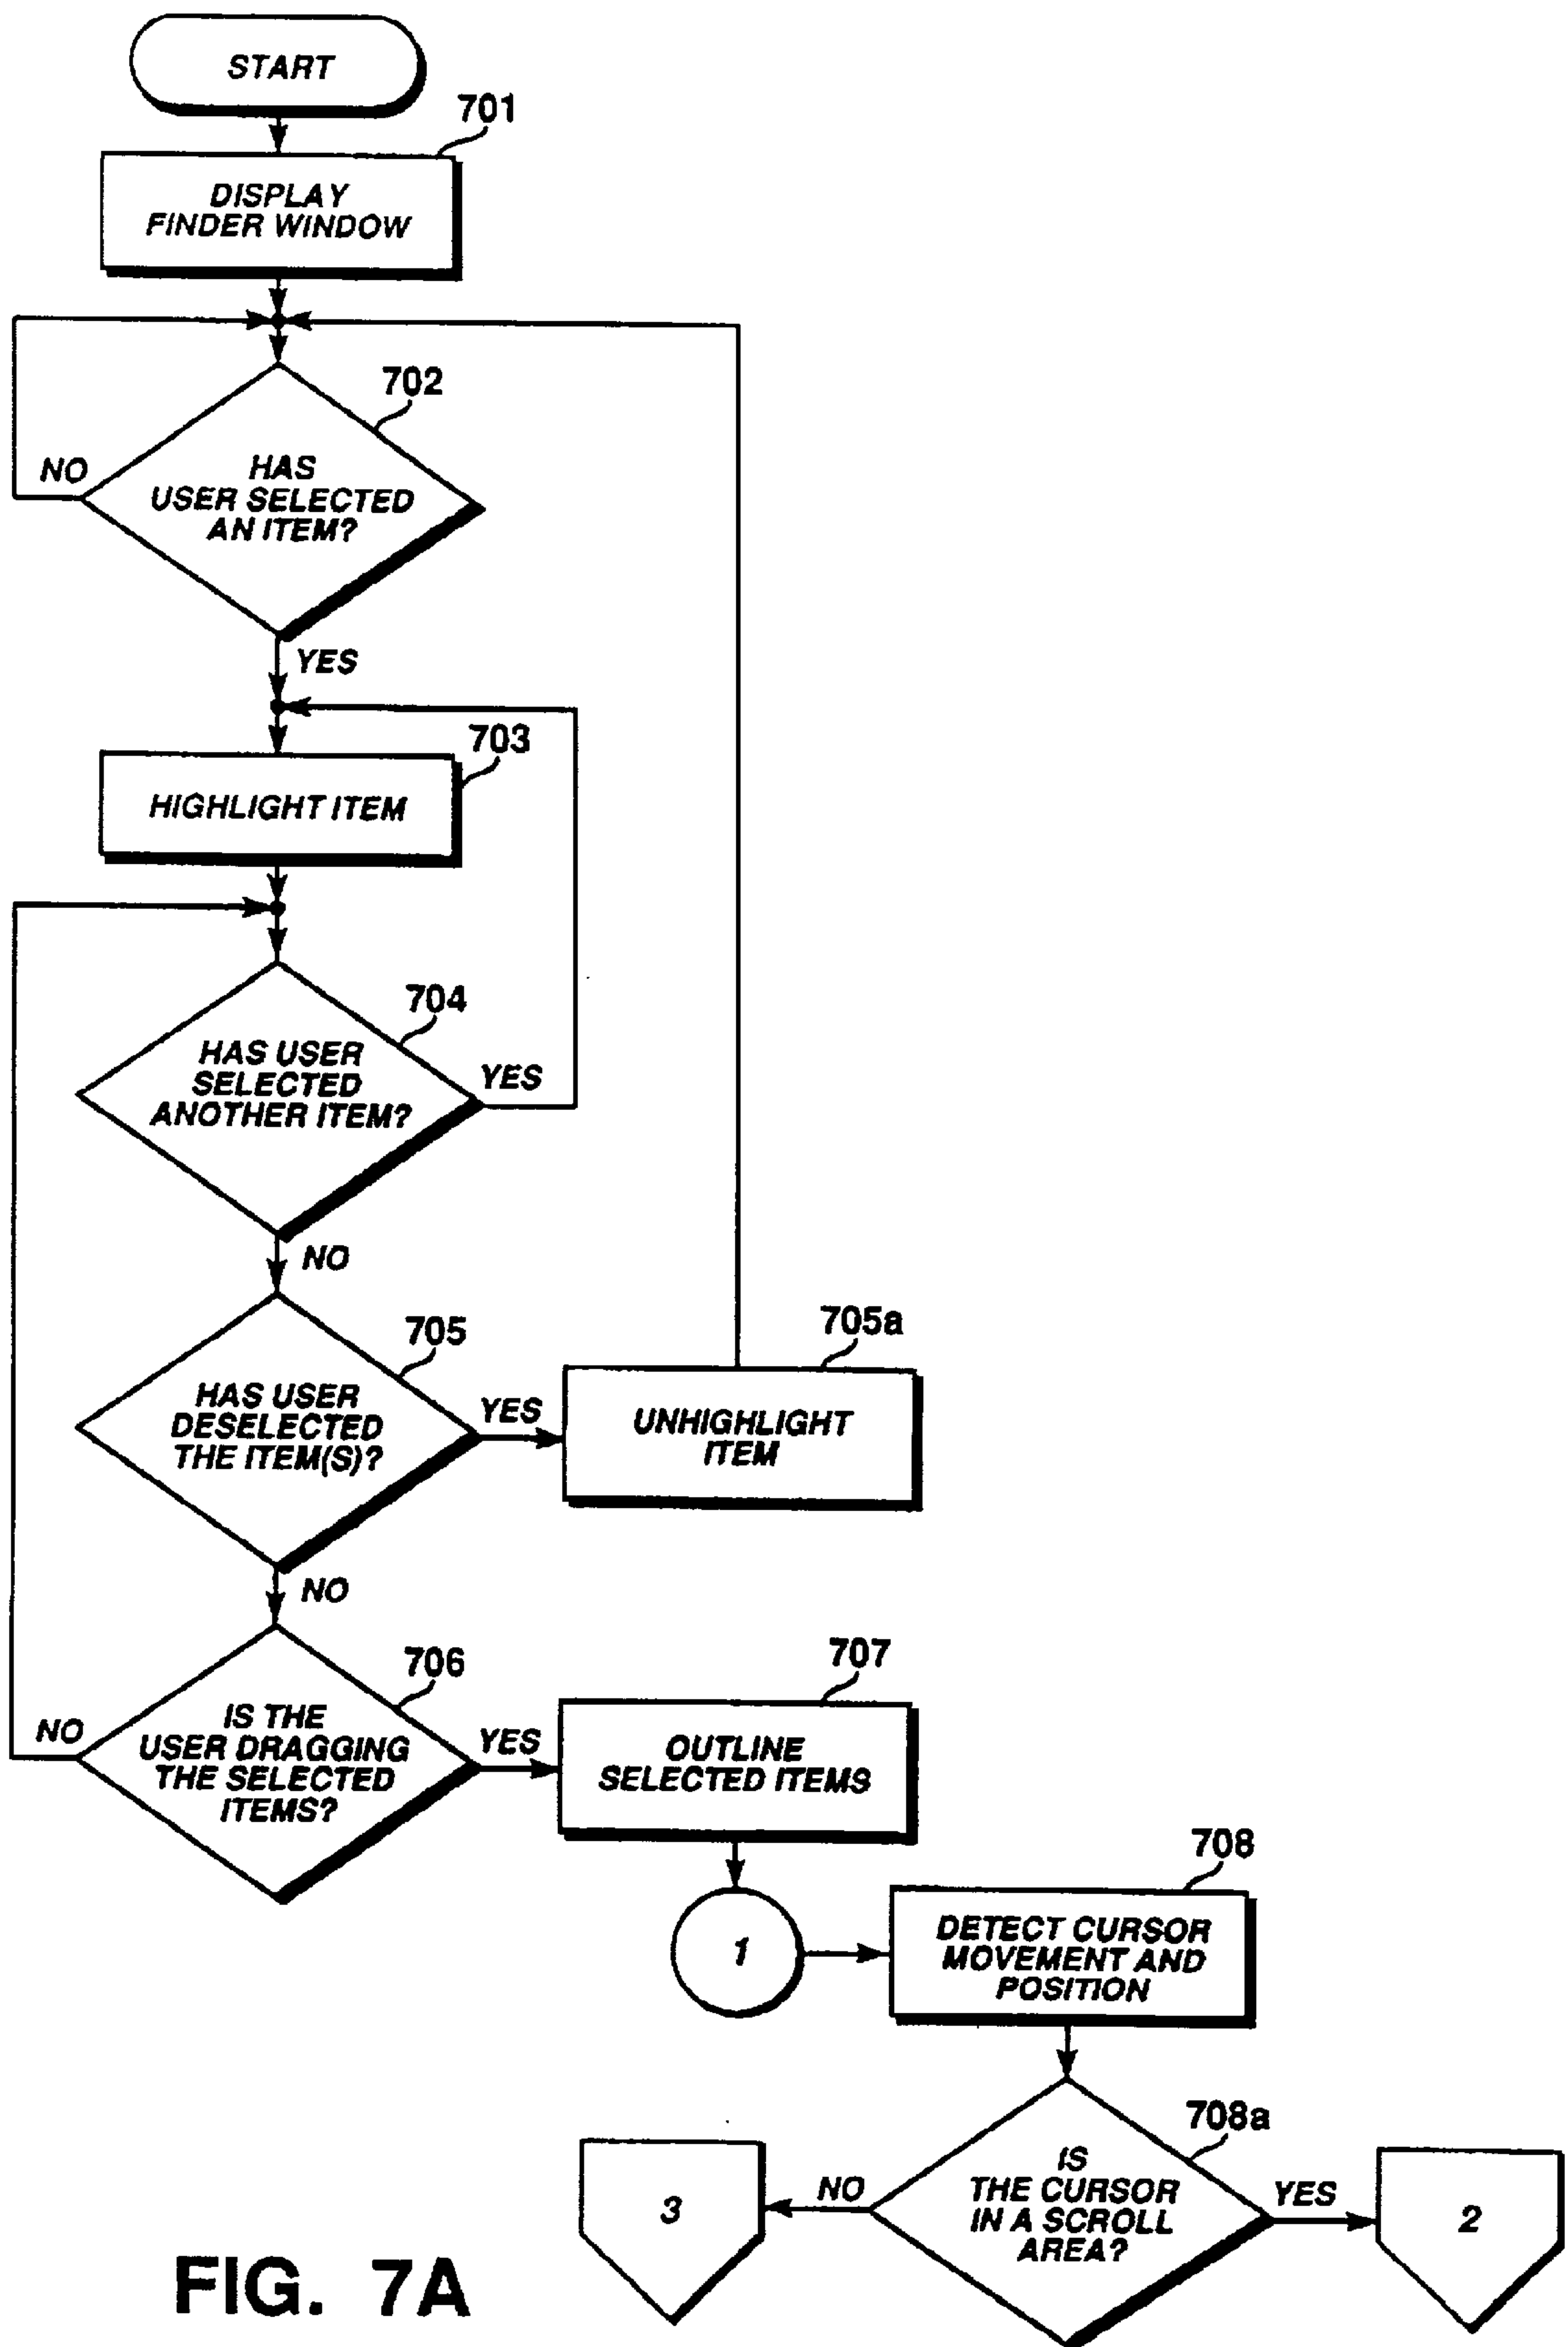 START
701
DISPLAY
FINDER WINDOW
702
NO
HAS
USER SELECTED
AN ITEM?
YES
703
HIGHLIGHT ITEM
704
HAS USER
SELECTED
ANOTHER ITEM?
YES
NO
705
HAS USER
DESELECTED
THE ITEM(S)?
YES
705a
UNHIGHLIGHT
ITEM
NO
706
NO
IS THE
USER DRAGGING
THE SELECTED
ITEMS?
YES
707
OUTLINE
SELECTED ITEMS
1
708
DETECT CURSOR
MOVEMENT AND
POSITION
708a
3
NO
IS
THE CURSOR
IN A SCROLL
AREA?
YES
2
FIG. 7A